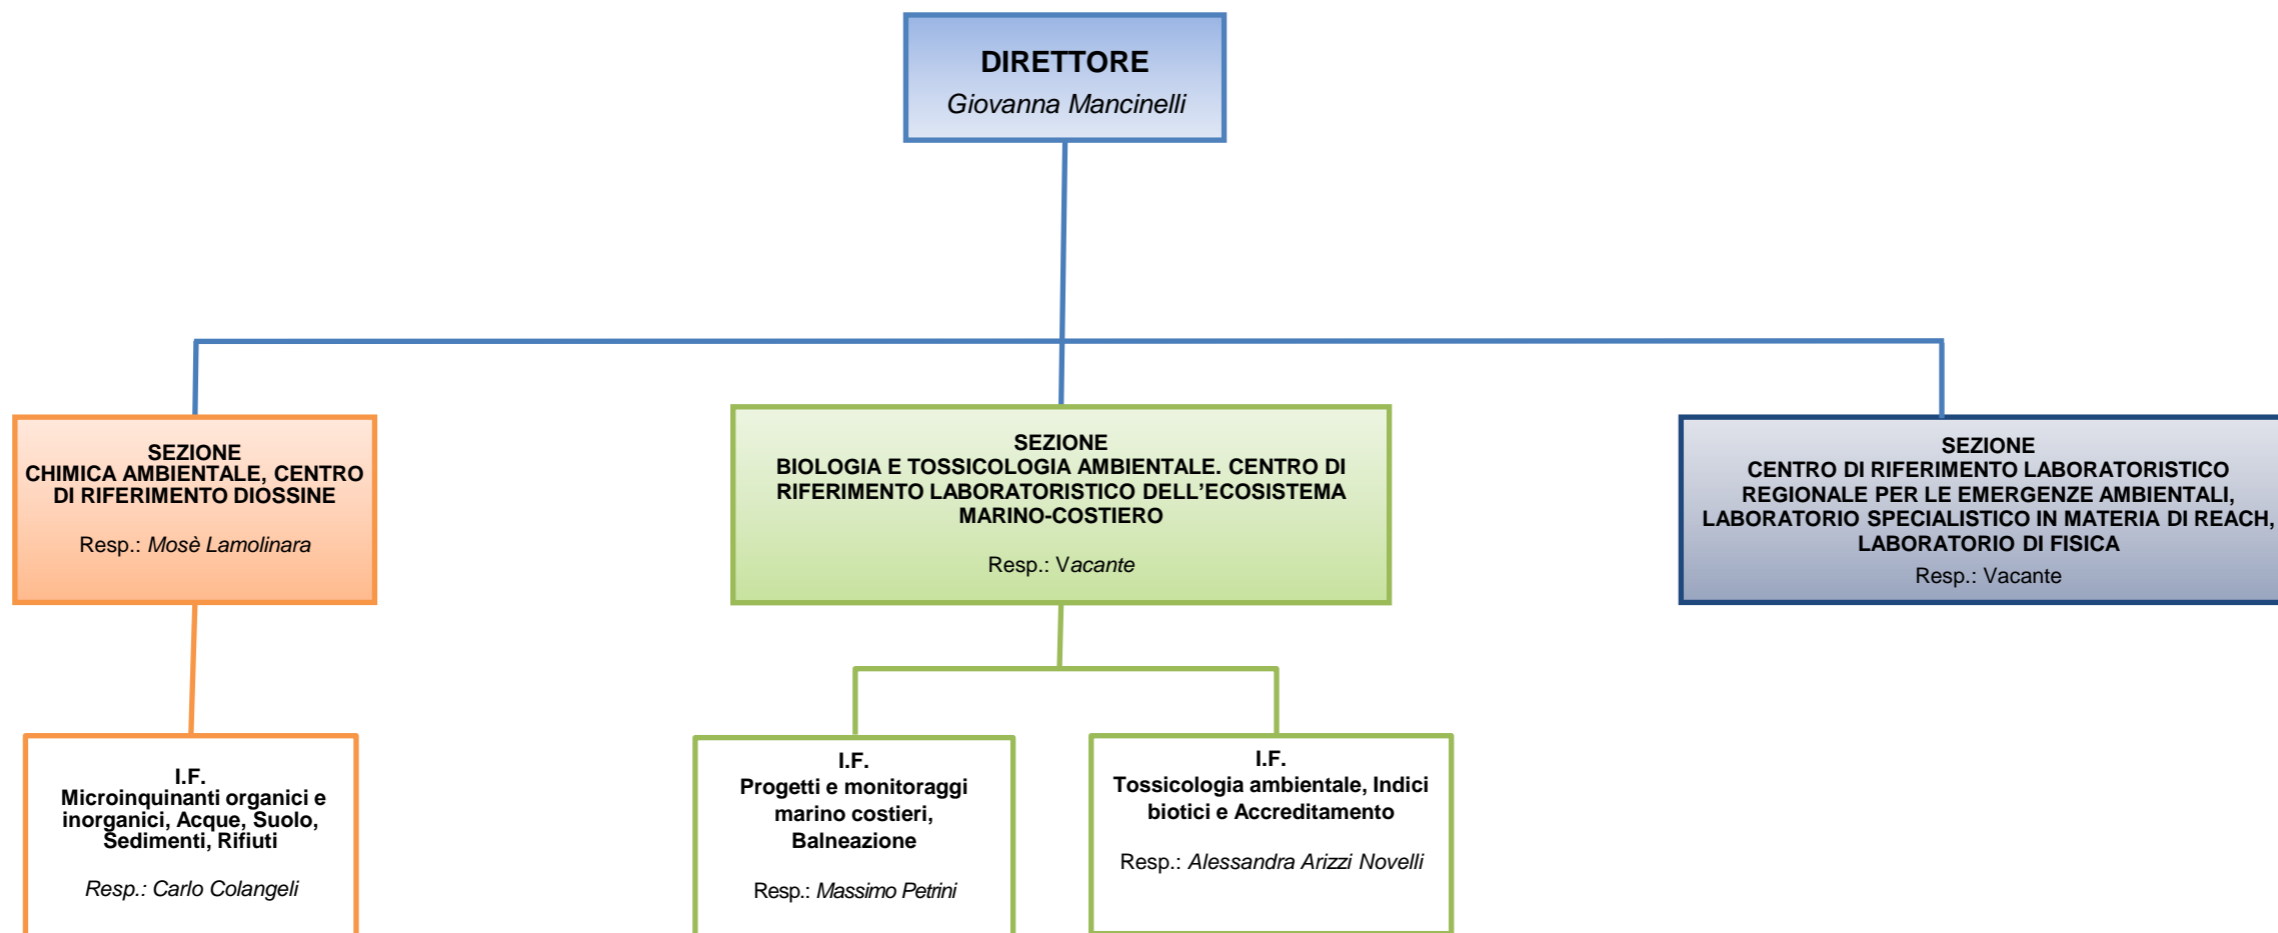 DIRETTORE
Giovanna Mancinelli
SEZIONE
CHIMICA AMBIENTALE, CENTRO
DI RIFERIMENTO DIOSSINE
Resp.: Mosè Lamolinara
SEZIONE
BIOLOGIA E TOSSICOLOGIA AMBIENTALE. CENTRO DI
RIFERIMENTO LABORATORISTICO DELL’ECOSISTEMA
MARINO-COSTIERO
Resp.: Vacante
SEZIONE
CENTRO DI RIFERIMENTO LABORATORISTICO
REGIONALE PER LE EMERGENZE AMBIENTALI,
LABORATORIO SPECIALISTICO IN MATERIA DI REACH,
LABORATORIO DI FISICA
Resp.: Vacante
I.F.
Microinquinanti organici e
inorganici, Acque, Suolo,
Sedimenti, Rifiuti
Resp.: Carlo Colangeli
I.F.
Progetti e monitoraggi
marino costieri,
Balneazione
Resp.: Massimo Petrini
I.F.
Tossicologia ambientale, Indici
biotici e Accreditamento
Resp.: Alessandra Arizzi Novelli